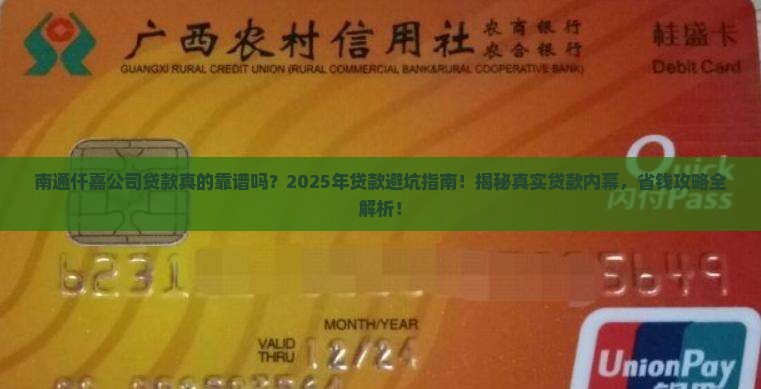 广西农村信用社 农商银行
农合银行
GUANGXI RURAL CREDIT UNION (RURAL COMMERCIAL BANK&RURAL COOPERATIVE BANK)
桂盛卡
Debit Card
Quick
闪付Pass
南通仟嘉公司贷款真的靠谱吗？2025年贷款避坑指南！揭秘真实贷款内幕，省钱攻略全
解析！
MONTH/YEAR
VALID
THRU
12/24
UnionPay